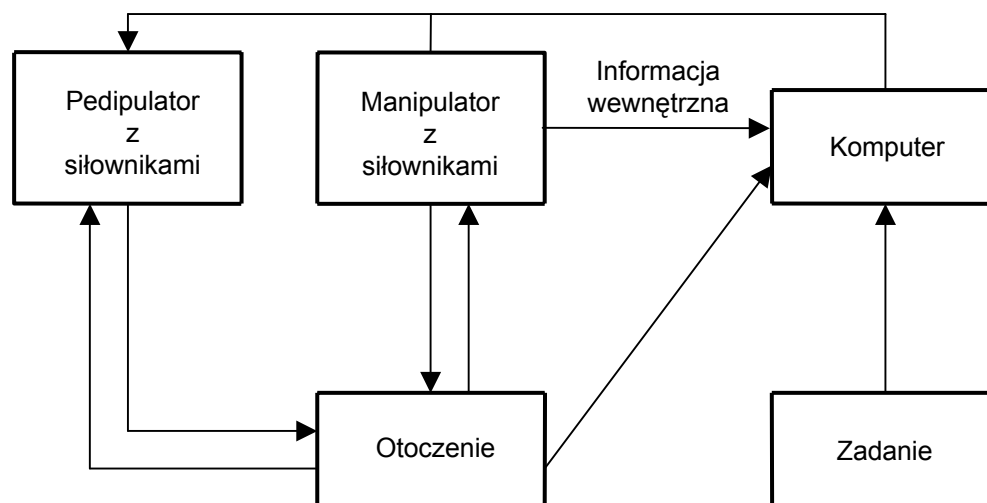 Pedipulator
z
siłownikami
Manipulator
z
siłownikami
Informacja
wewnętrzna
Komputer
Otoczenie
Zadanie